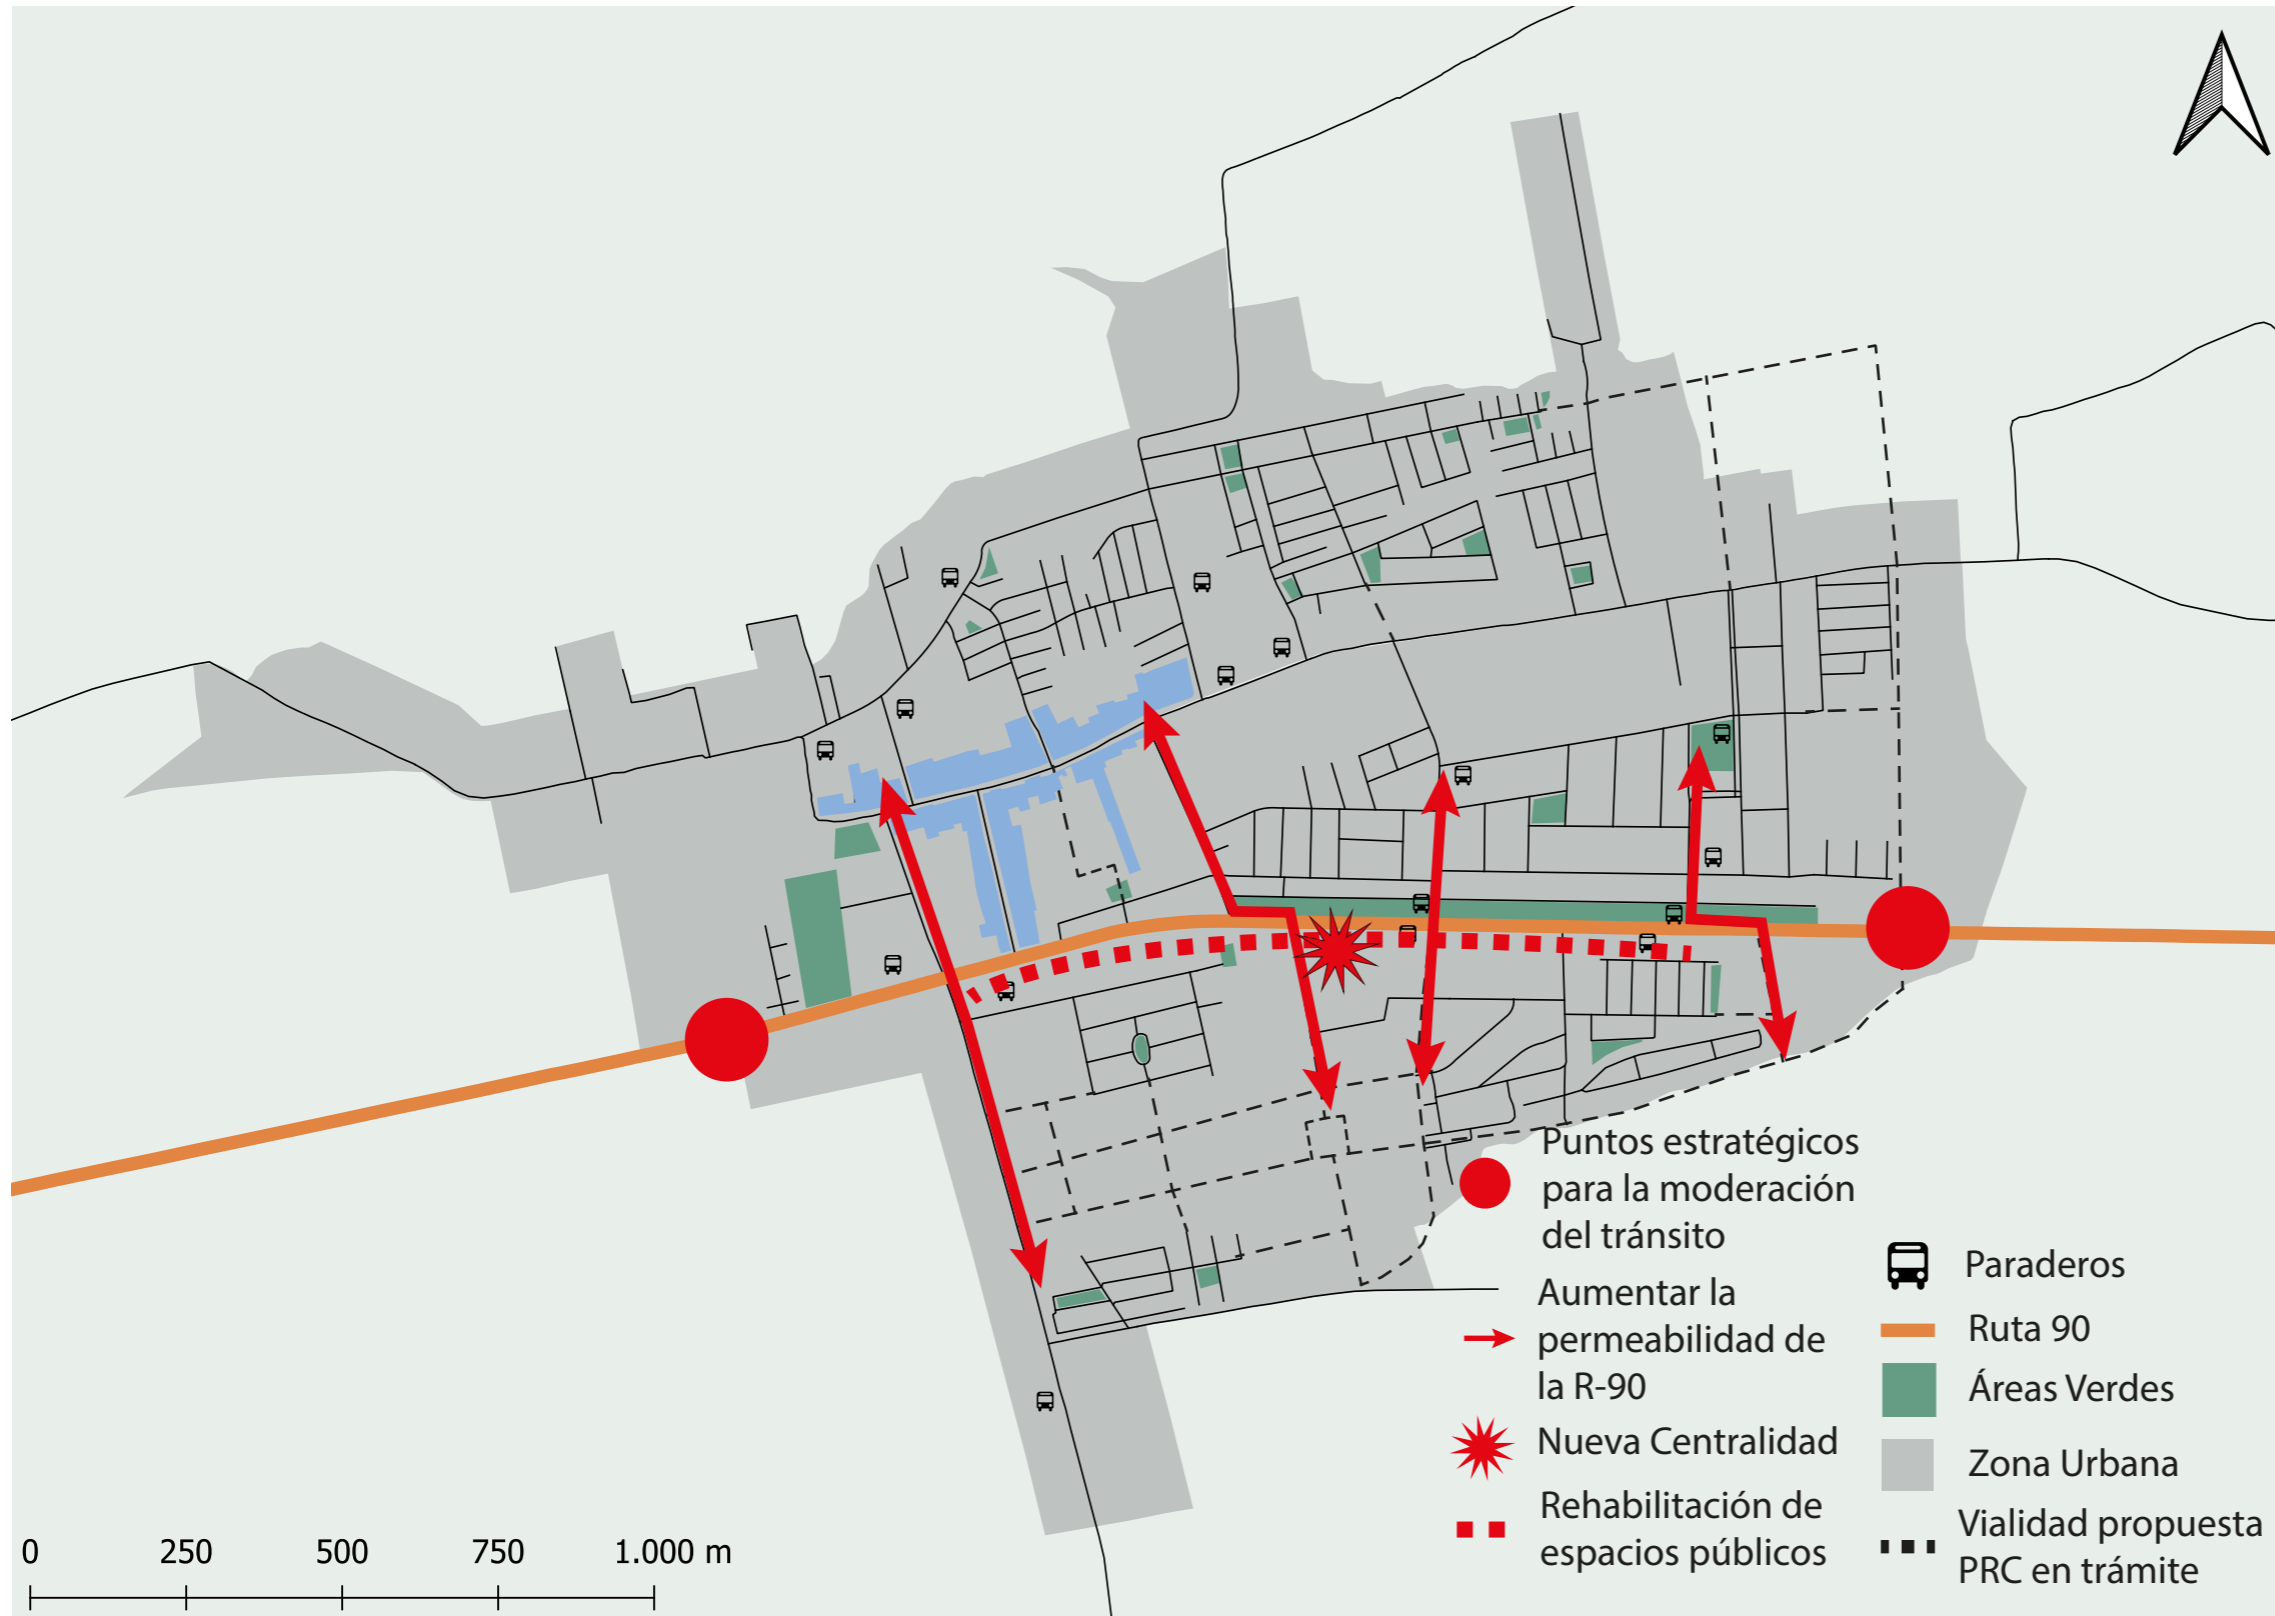 Puntos estratégicos
para la moderación
del tránsito
Aumentar la
permeabilidad de
la R-90
Nueva Centralidad
Rehabilitación de
espacios públicos
Paraderos
Ruta 90
Áreas Verdes
Zona Urbana
Vialidad propuesta
PRC en trámite
0 250 500 750 1.000 m